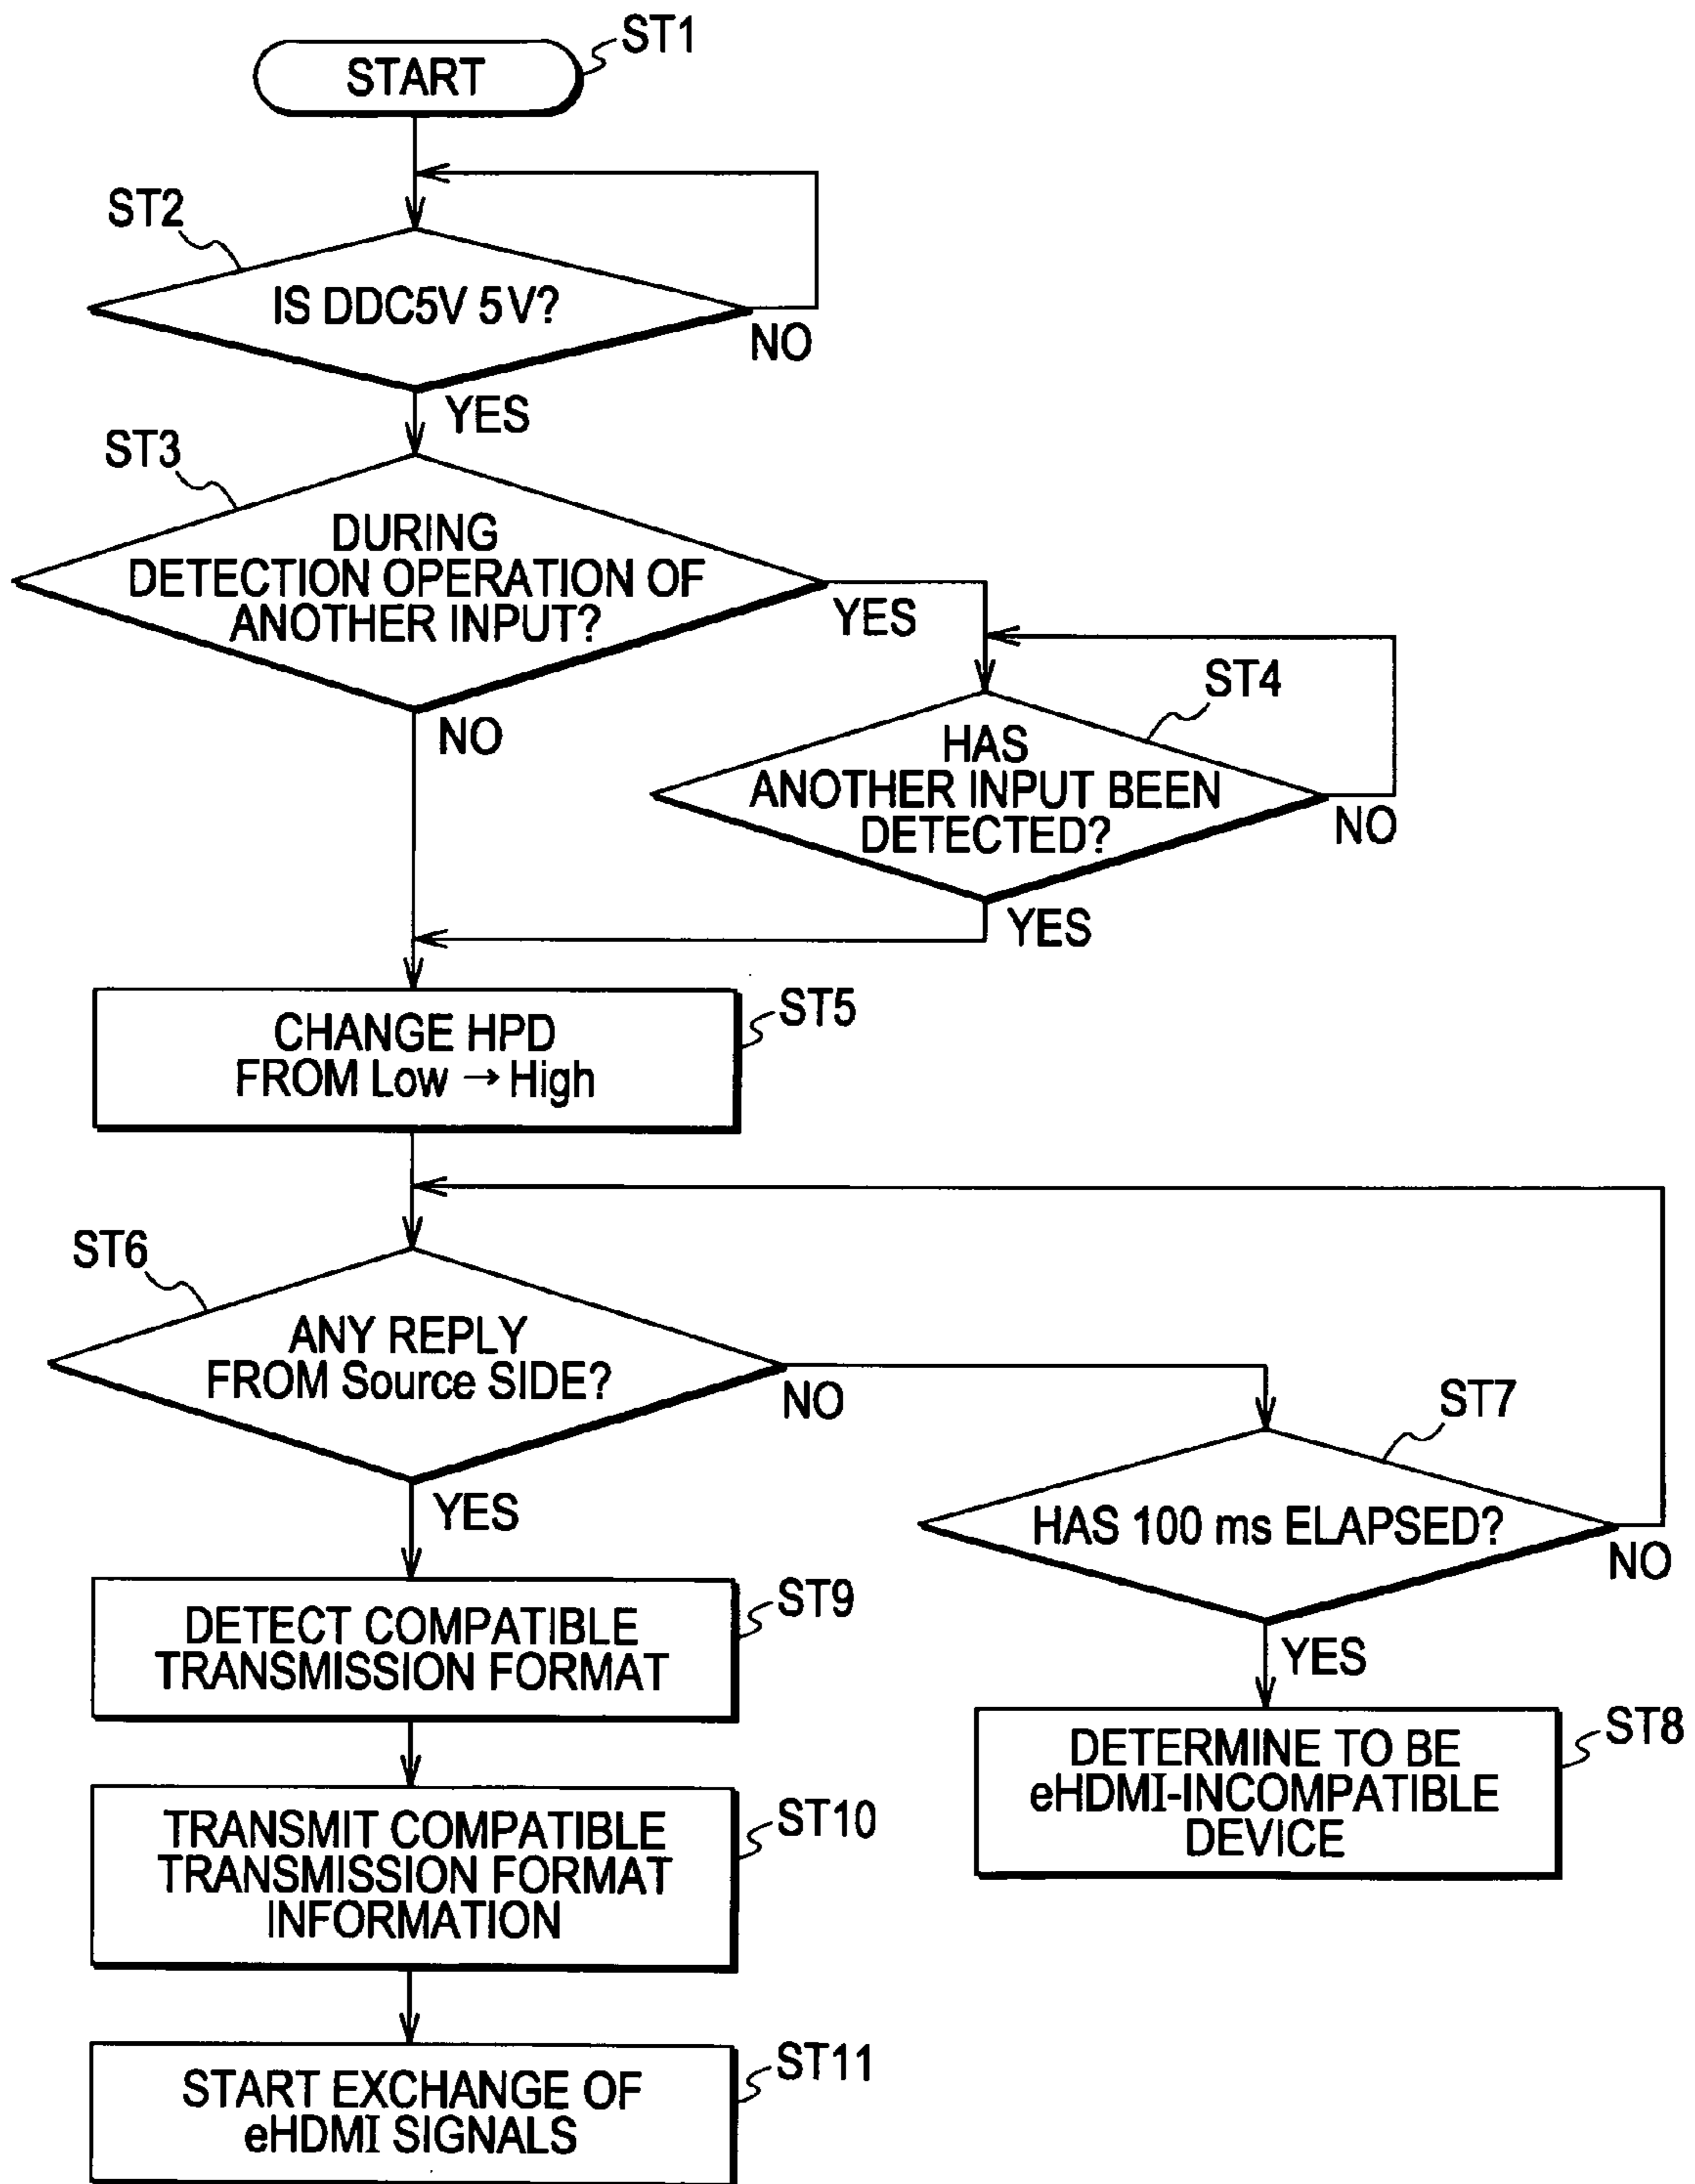 START
ST1
ST2
IS DDC5V 5V?
NO
YES
ST3
DURING
DETECTION OPERATION OF
ANOTHER INPUT?
YES
NO
ST4
HAS
ANOTHER INPUT BEEN
DETECTED?
NO
YES
CHANGE HPD
FROM Low → High
ST5
ST6
ANY REPLY
FROM Source SIDE?
NO
YES
ST7
HAS 100 ms ELAPSED?
NO
YES
DETERMINE TO BE
eHDMI-INCOMPATIBLE
DEVICE
ST8
DETECT COMPATIBLE
TRANSMISSION FORMAT
ST9
TRANSMIT COMPATIBLE
TRANSMISSION FORMAT
INFORMATION
ST10
START EXCHANGE OF
eHDMI SIGNALS
ST11